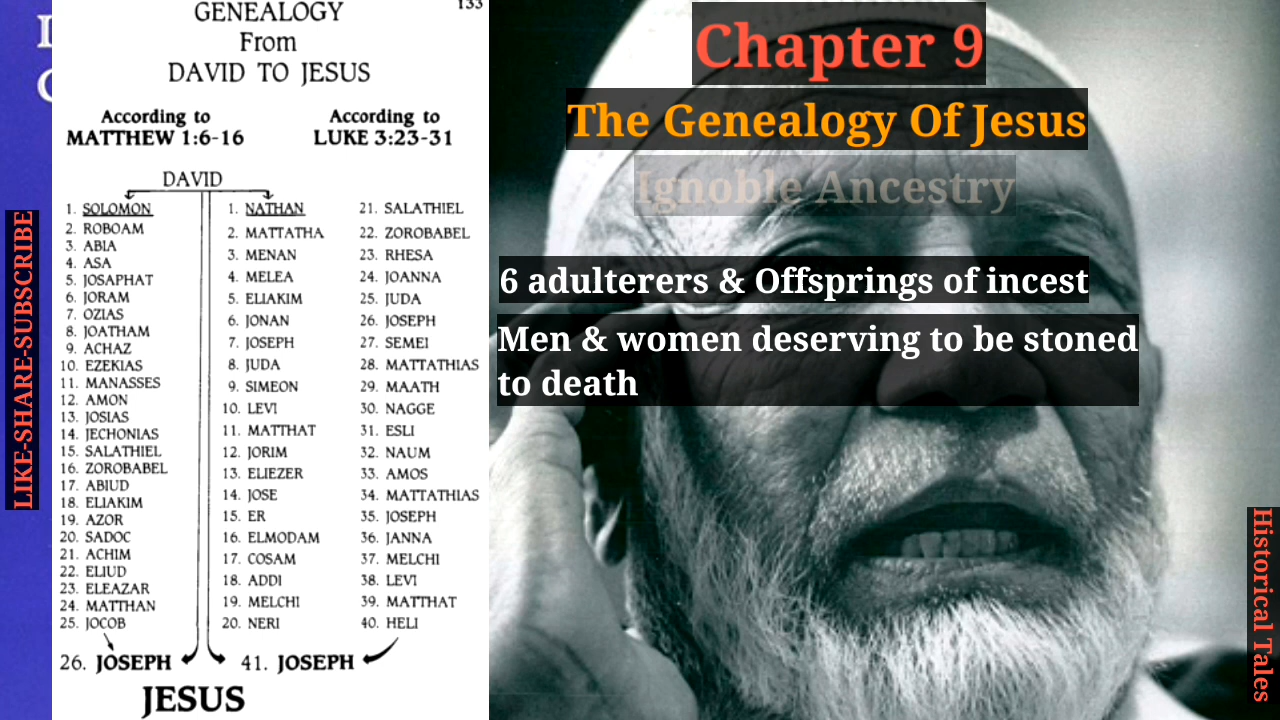 133
GENEALOGY
From
DAVID TO JESUS
According to
MATTHEW 1:6-16
According to
LUKE 3:23-31
DAVID
1. SOLOMON
2. ROBOAM
3. ABIA
4. ASA
5. JOSAPHAT
6. JORAM
7. OZIAS
8. JOATHAM
9. ACHAZ
10. EZEKIAS
11. MANASSES
12. AMON
13. JOSIAS
14. JECHONIAS
15. SALATHIEL
16. ZOROBABEL
17. ABIUD
18. ELIAKIM
19. AZOR
20. SADOC
21. ACHIM
22. ELIUD
23. ELEAZAR
24. MATTHAN
25. JOCOB
26. JOSEPH
1. NATHAN
2. MATTATHA
3. MENAN
4. MELEA
5. ELIAKIM
6. JONAN
7. JOSEPH
8. JUDA
9. SIMEON
10. LEVI
11. MATTHAT
12. JORIM
13. ELIEZER
14. JOSE
15. ER
16. ELMODAM
17. COSAM
18. ADDI
19. MELCHI
20. NERI
21. SALATHIEL
22. ZOROBABEL
23. RHESA
24. JOANNA
25. JUDA
26. JOSEPH
27. SEMEI
28. MATTATHIAS
29. MAATH
30. NAGGE
31. ESLI
32. NAUM
33. AMOS
34. MATTATHIAS
35. JOSEPH
36. JANNA
37. MELCHI
38. LEVI
39. MATTHAT
40. HELI
41. JOSEPH
JESUS
Chapter 9
The Genealogy Of Jesus
Ignoble Ancestry
6 adulterers & Offsprings of incest
Men & women deserving to be stoned
to death
LIKE-SHARE-SUBSCRIBE
Historical Tales